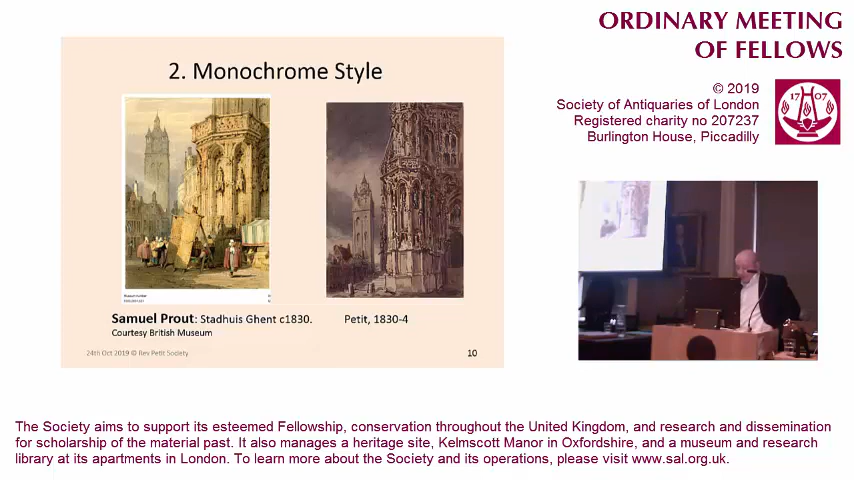 ORDINARY MEETING
OF FELLOWS
© 2019
Society of Antiquaries of London
Registered charity no 207237
Burlington House, Piccadilly
17 07
2. Monochrome Style
Samuel Prout: Stadhuis Ghent c1830.
Courtesy British Museum
Petit, 1830-4
24th Oct 2019 © Rev Petit Society
10
The Society aims to support its esteemed Fellowship, conservation throughout the United Kingdom, and research and dissemination
for scholarship of the material past. It also manages a heritage site, Kelmscott Manor in Oxfordshire, and a museum and research
library at its apartments in London. To learn more about the Society and its operations, please visit www.sal.org.uk.